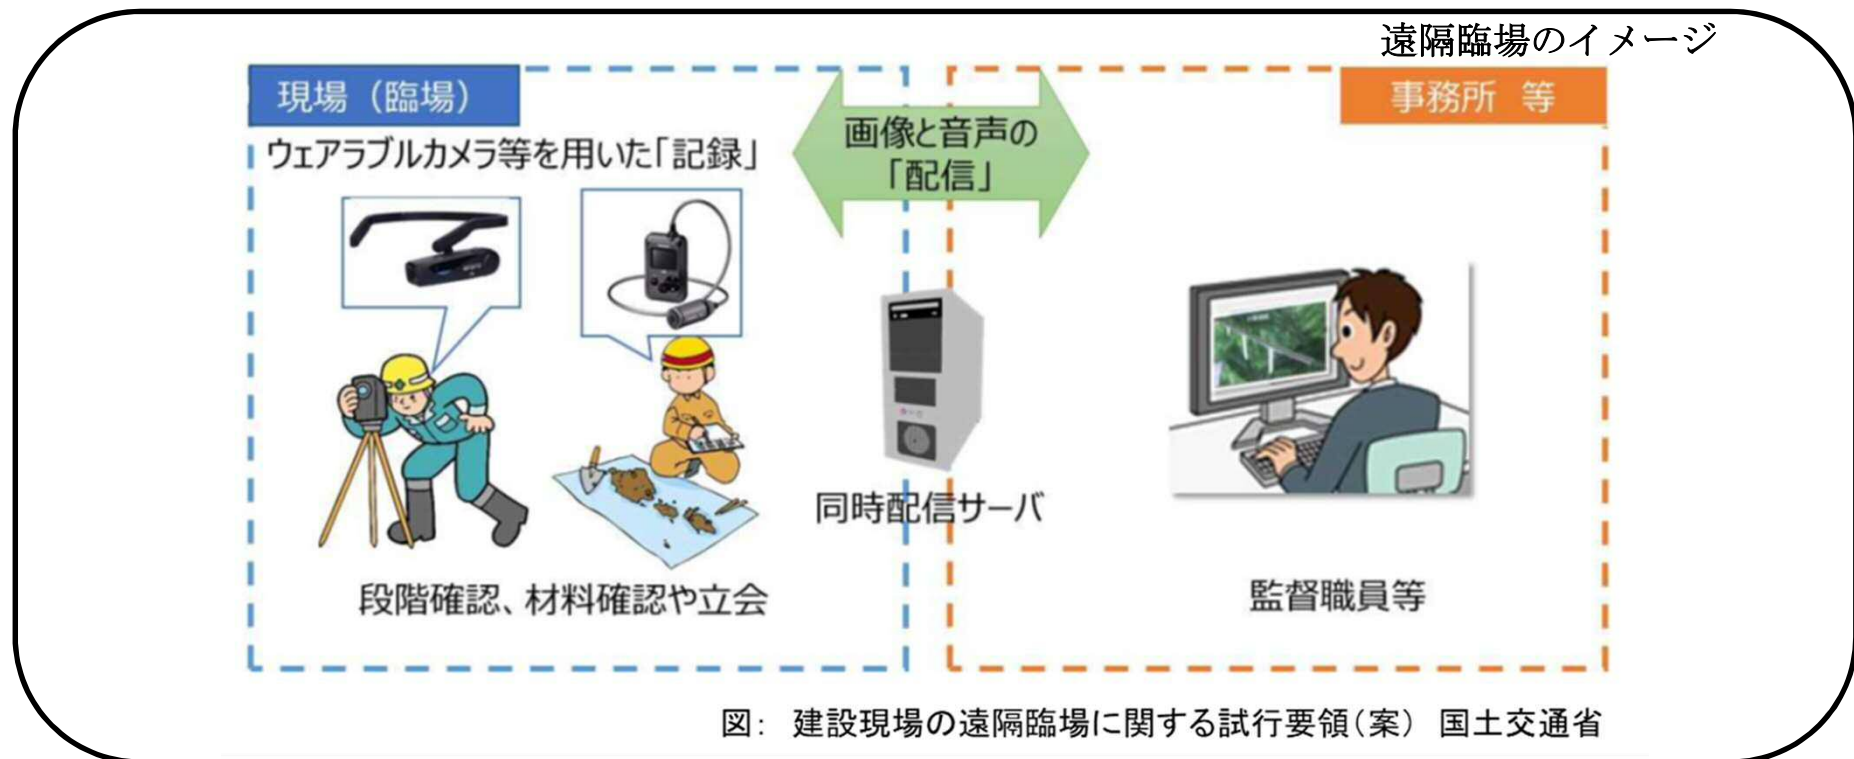 遠隔臨場のイメージ
現場（臨場）
ウェアラブルカメラ等を用いた「記録」
段階確認、材料確認や立会
画像と音声の
「配信」
同時配信サーバ
事務所 等
監督職員等
図： 建設現場の遠隔臨場に関する試行要領（案） 国土交通省